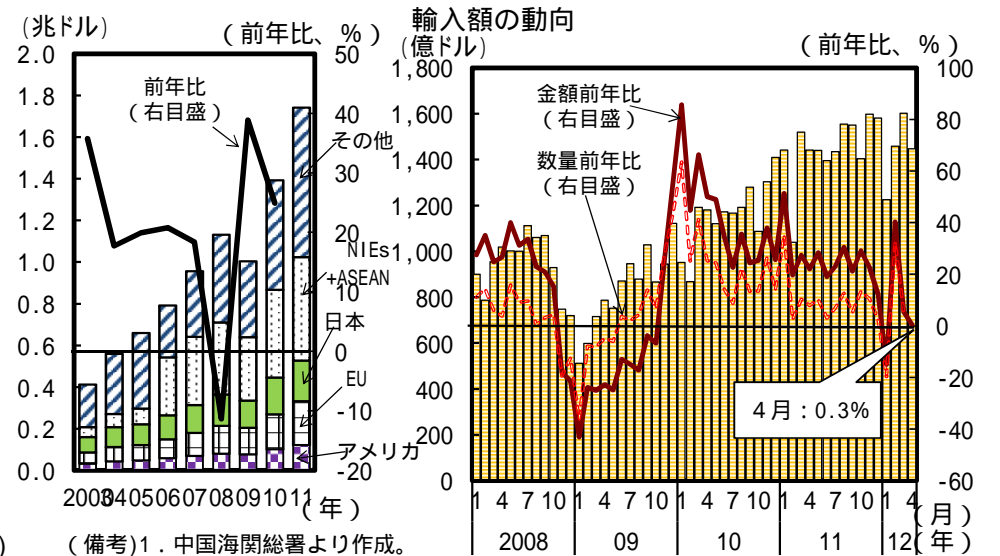 輸入額の動向
(兆ドル)
(前年比、%)
2.0
1.8
1.6
1.4
1.2
1.0
0.8
0.6
0.4
0.2
0.0
50
40
30
20
10
0
-10
-20
前年比
(右目盛)
その他
NIEs
+ASEAN
日本
EU
アメリカ
2003 04 05 06 07 08 09 10 11
(年)
(億ドル)
(前年比、%)
1,800
1,600
1,400
1,200
1,000
800
600
400
200
0
100
80
60
40
20
0
-20
-40
-60
金額前年比
(右目盛)
数量前年比
(右目盛)
4月:0.3%
1 4 7 10 1 4 7 10 1 4 7 10 1 4 7 10 1 4
(月)
2008 09 10 11 12
(年)
)
(備考)1.中国海関総署より作成。